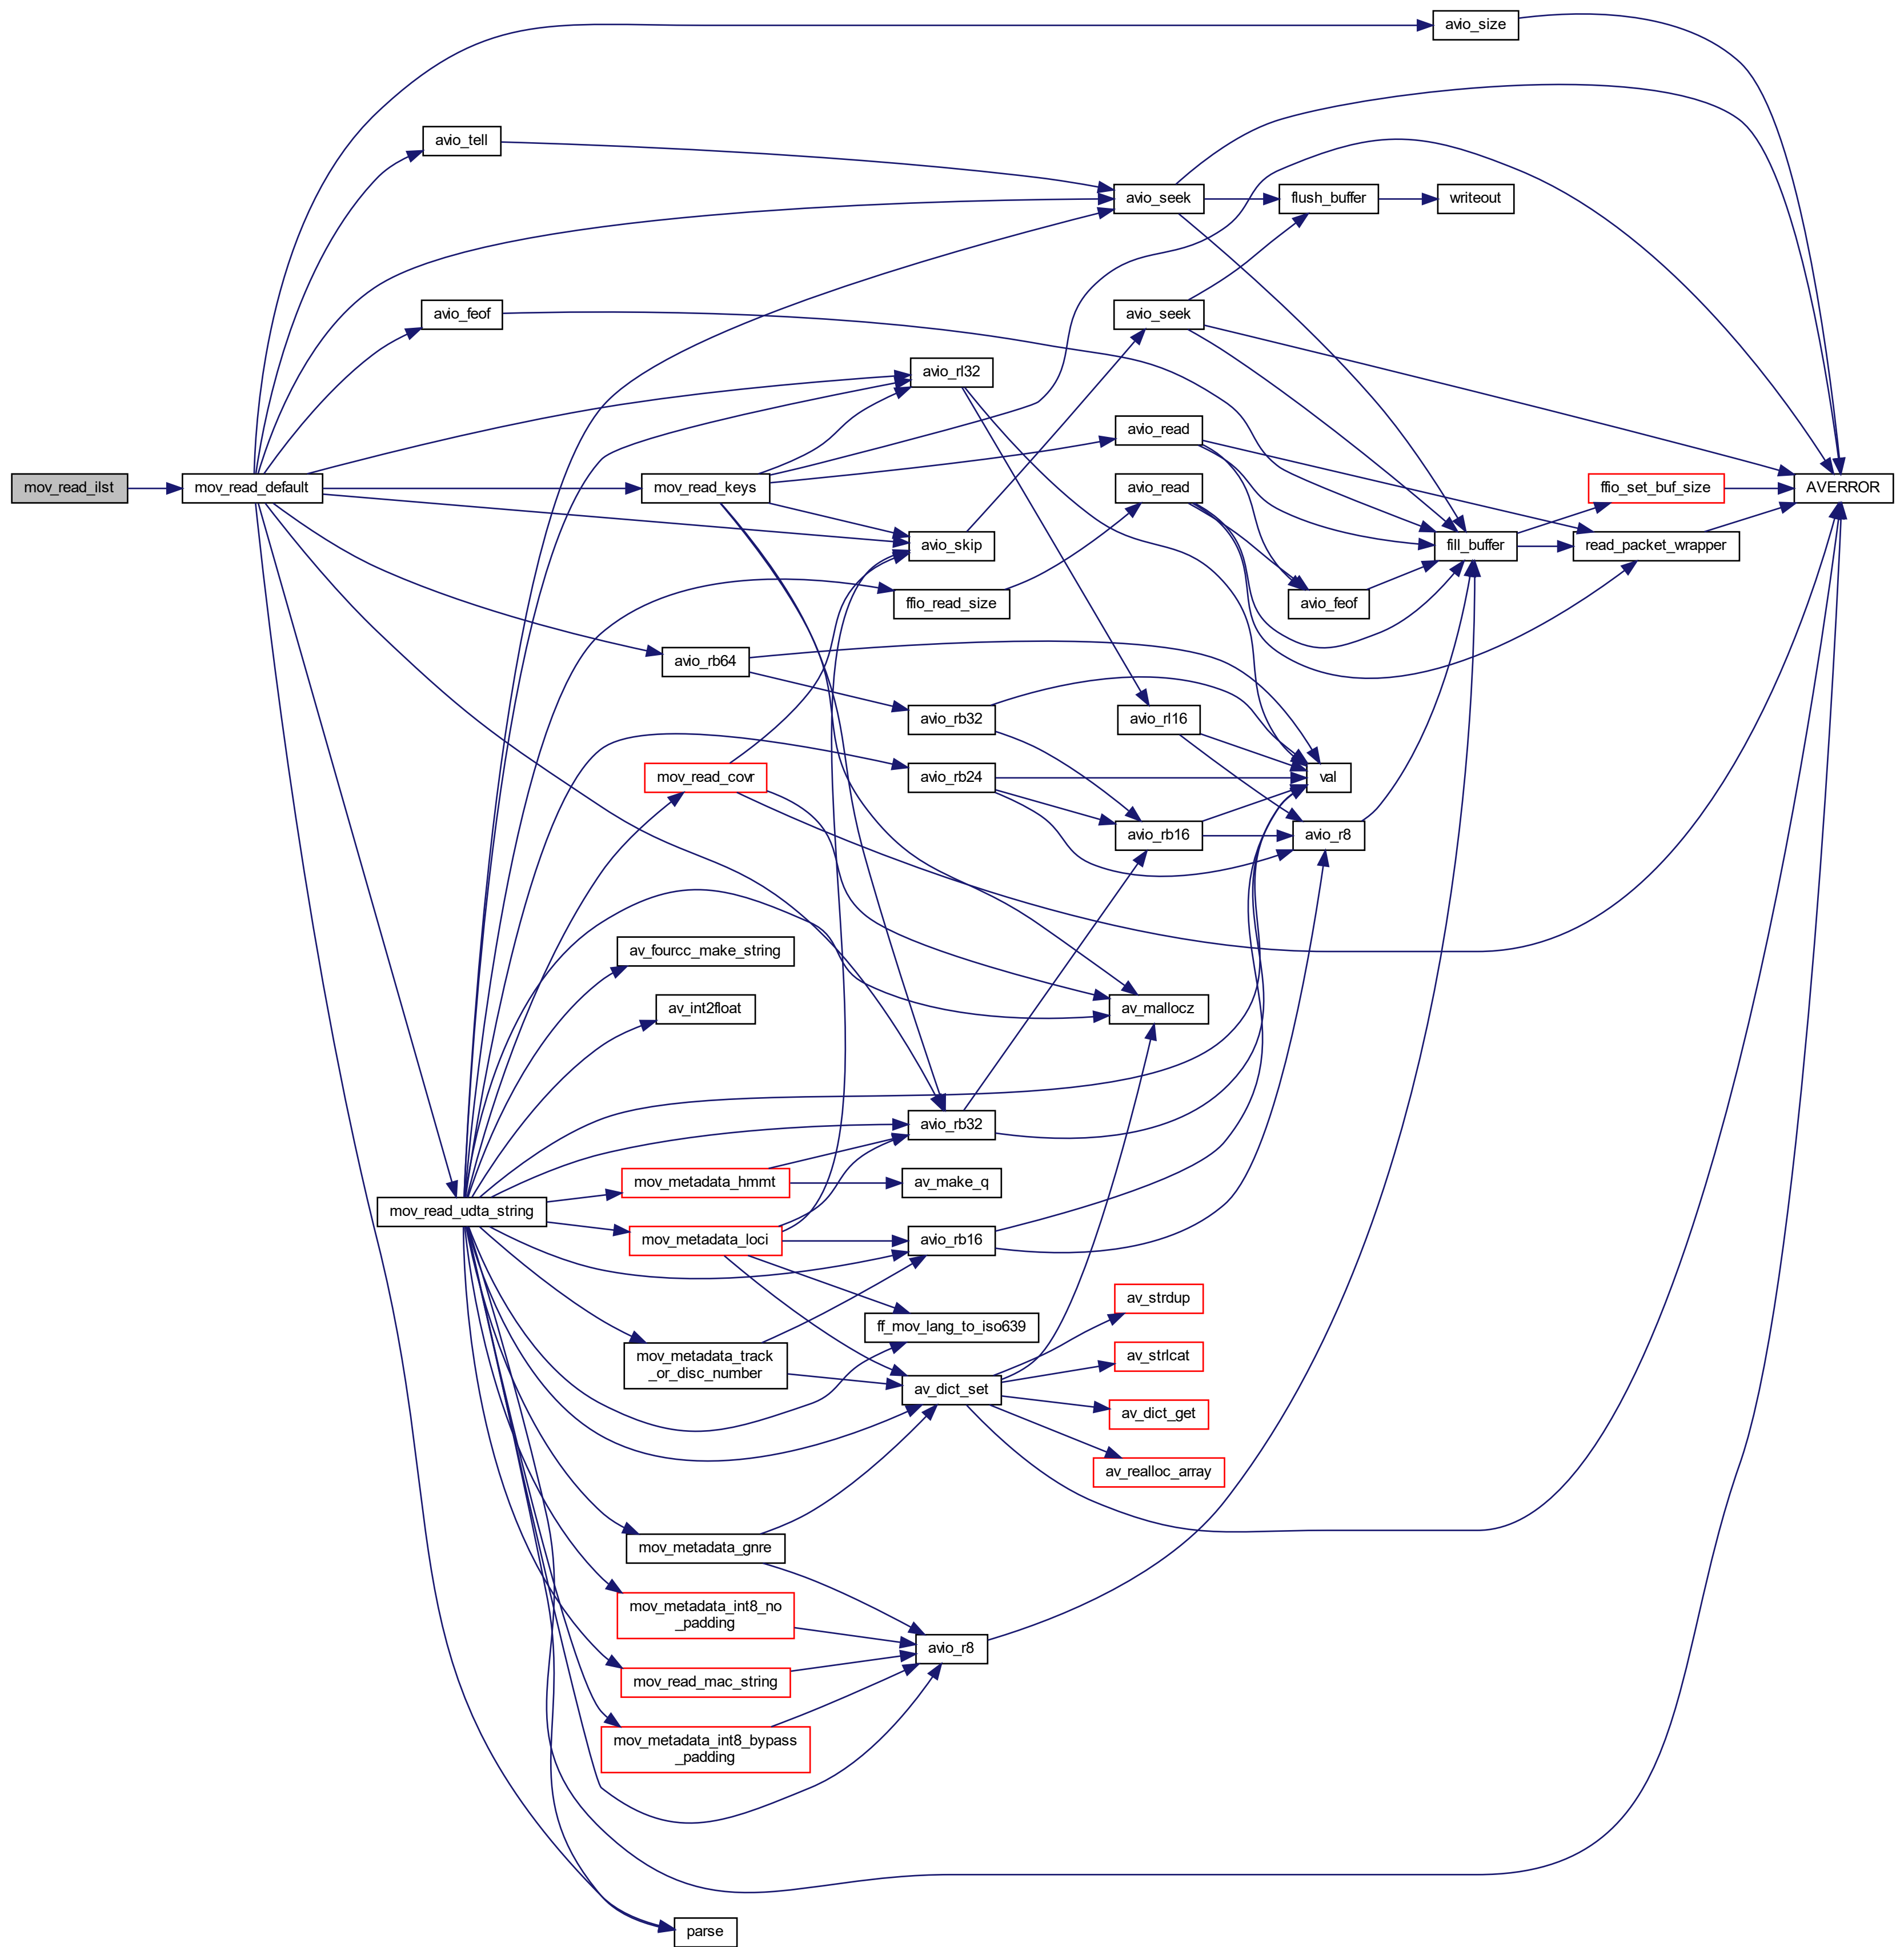 avio_size
avio_tell
avio_seek
flush_buffer
writeout
avio_feof
avio_seek
avio_rl32
avio_read
mov_read_ilst
mov_read_default
mov_read_keys
avio_read
ffio_set_buf_size
AVERROR
avio_skip
fill_buffer
read_packet_wrapper
ffio_read_size
avio_feof
avio_rb64
avio_rb32
avio_rl16
mov_read_covr
avio_rb24
val
avio_rb16
avio_r8
av_fourcc_make_string
av_int2float
av_mallocz
avio_rb32
mov_metadata_hmmt
av_make_q
mov_read_udta_string
mov_metadata_loci
avio_rb16
av_strdup
ff_mov_lang_to_iso639
mov_metadata_track
_or_disc_number
av_strlcat
av_dict_set
av_dict_get
av_realloc_array
mov_metadata_gnre
mov_metadata_int8_no
_padding
avio_r8
mov_read_mac_string
mov_metadata_int8_bypass
_padding
parse